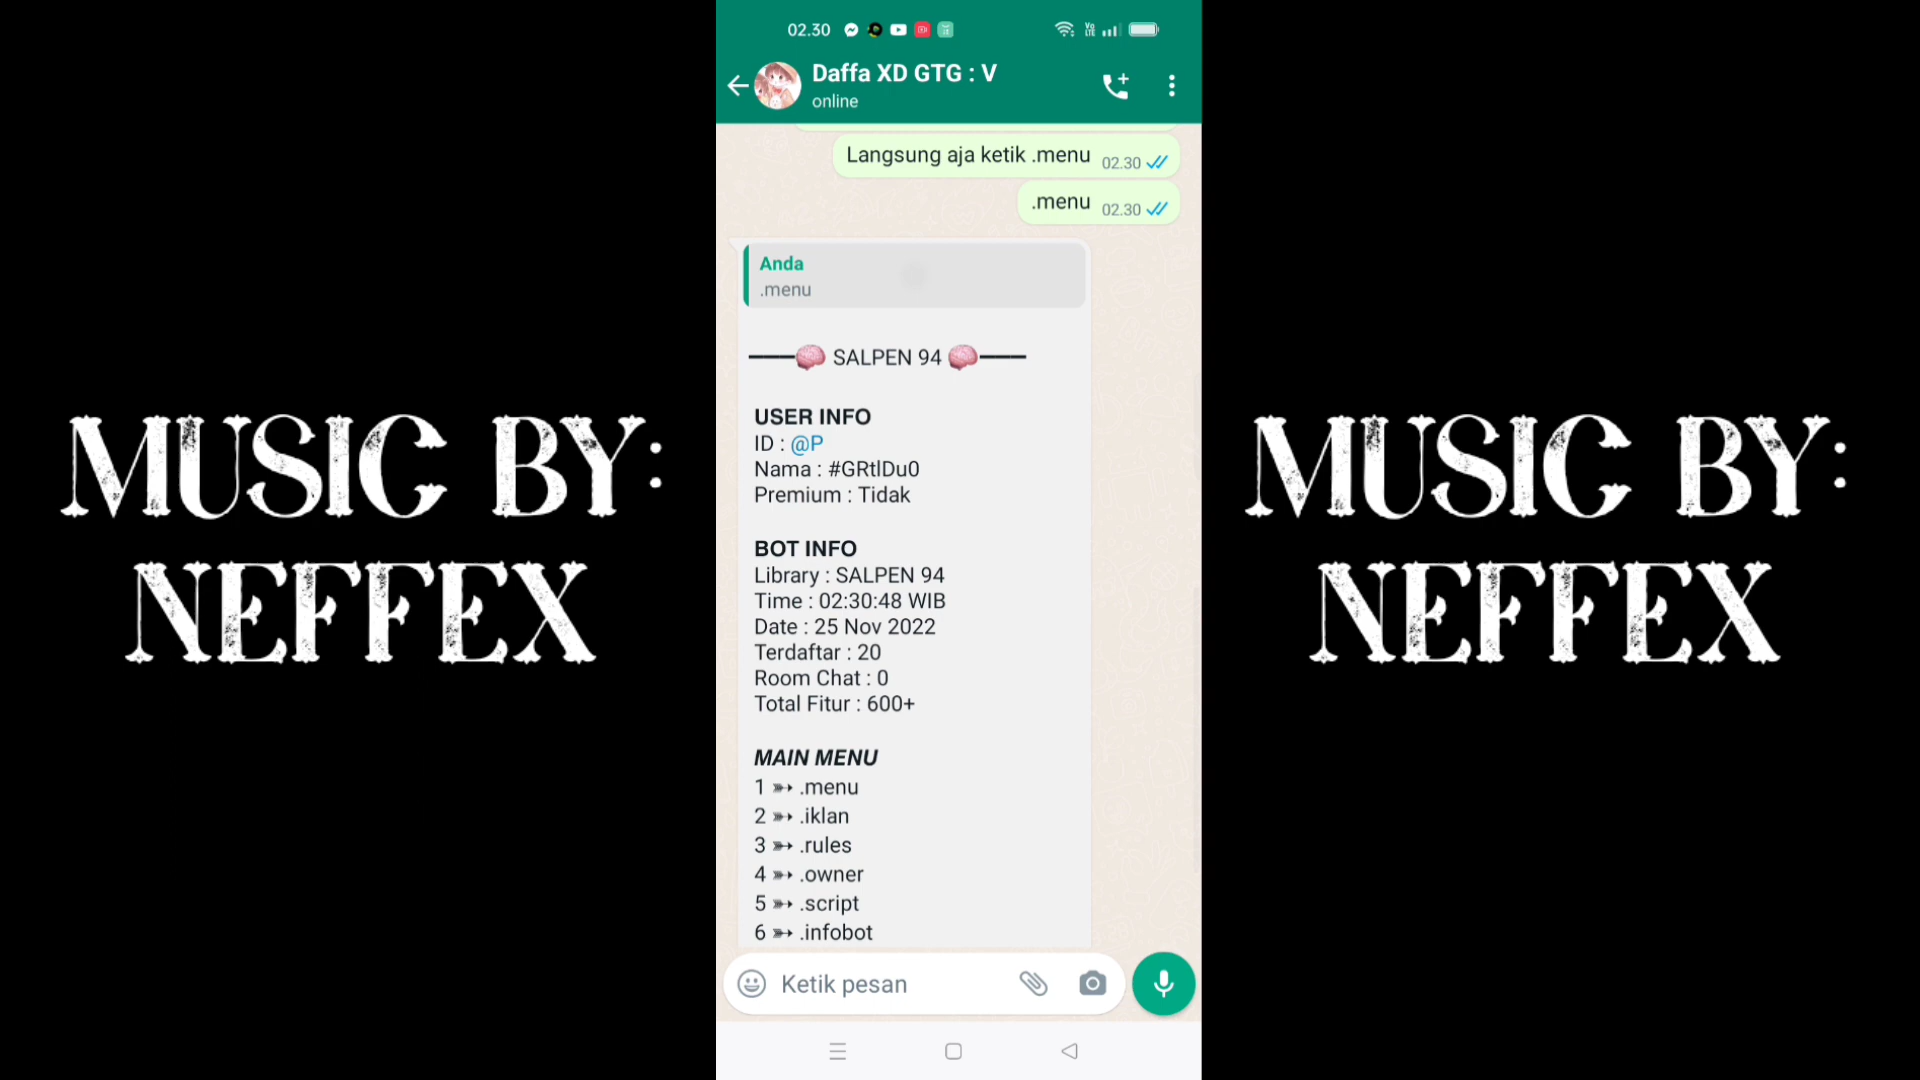 MUSIC BY:
NEFFEX
02.30
Daffa XD GTG : V
online
Langsung aja ketik .menu 02.30
.menu 02.30
Anda
.menu
━━━🧠 SALPEN 94 🧠━━━
USER INFO
ID : @P
Nama : #GRtlDu0
Premium : Tidak
BOT INFO
Library : SALPEN 94
Time : 02:30:48 WIB
Date : 25 Nov 2022
Terdaftar : 20
Room Chat : 0
Total Fitur : 600+
MAIN MENU
1 ➳ .menu
2 ➳ .iklan
3 ➳ .rules
4 ➳ .owner
5 ➳ .script
6 ➳ .infobot
Ketik pesan
MUSIC BY:
NEFFEX